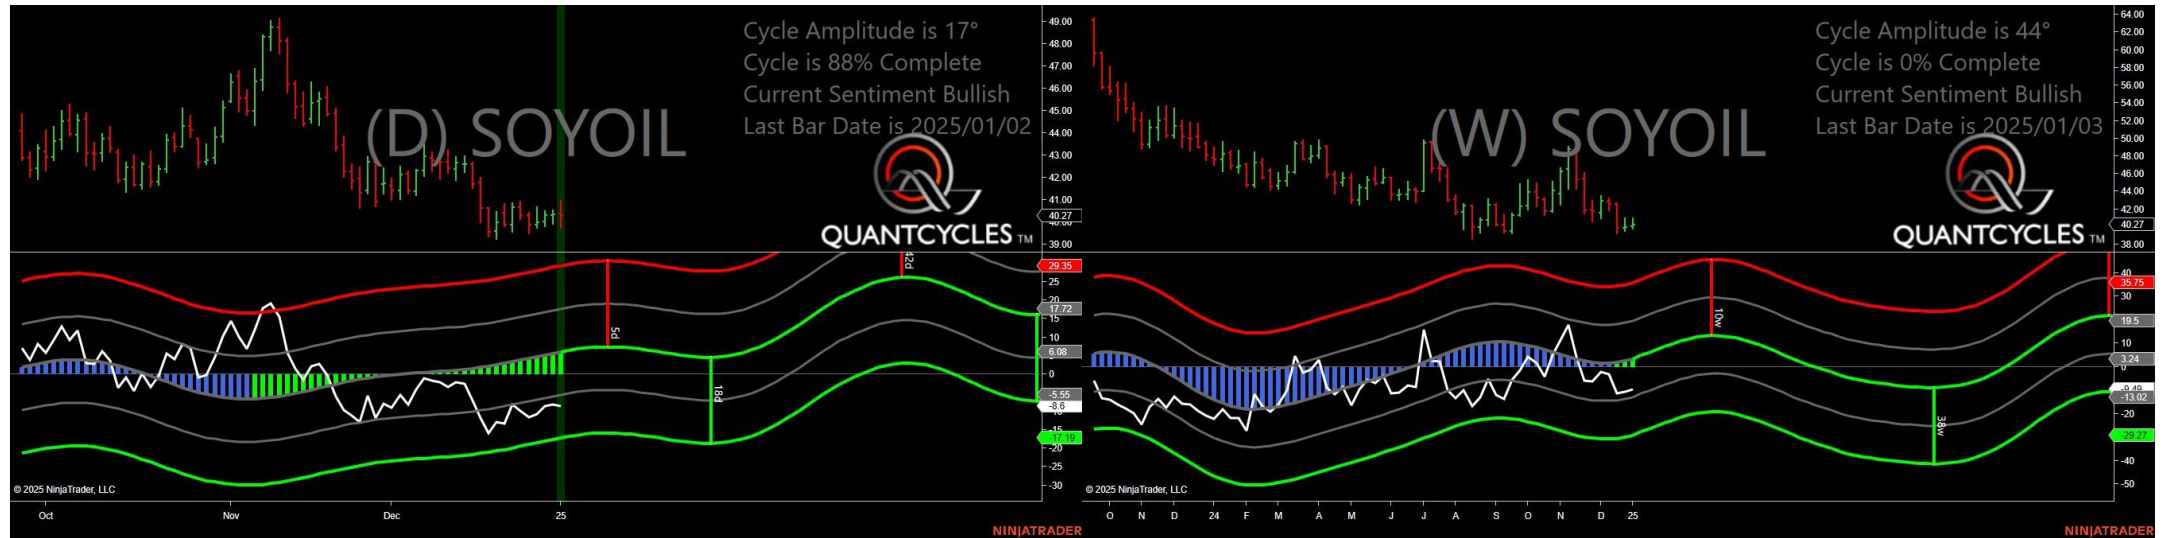 Cycle Amplitude is 17°
Cycle is 88% Complete
Current Sentiment Bullish
Last Bar Date is 2025/01/02
(D) SOYOIL
QUANTCYCLES TM
49.00
48.00
47.00
46.00
45.00
44.00
43.00
42.00
41.00
40.27
40.00
39.00
42d
29.35
25
20
17.72
15
10
5d
6.08
0
18d
-5.55
-8.6
-10
-15
-17.19
-20
-25
-30
© 2025 NinjaTrader, LLC
Oct Nov Dec 25
NINJATRADER
Cycle Amplitude is 44°
Cycle is 0% Complete
Current Sentiment Bullish
Last Bar Date is 2025/01/03
(W) SOYOIL
QUANTCYCLES TM
64.00
62.00
60.00
58.00
56.00
54.00
52.00
50.00
48.00
46.00
44.00
42.00
40.27
38.00
40
35.75
30
10w
19.5
10
3.24
0
-9.49
-13.02
-20
38w
-29.27
-40
-50
© 2025 NinjaTrader, LLC
O N D 24 F M A M J J A S O N D 25
NINJATRADER